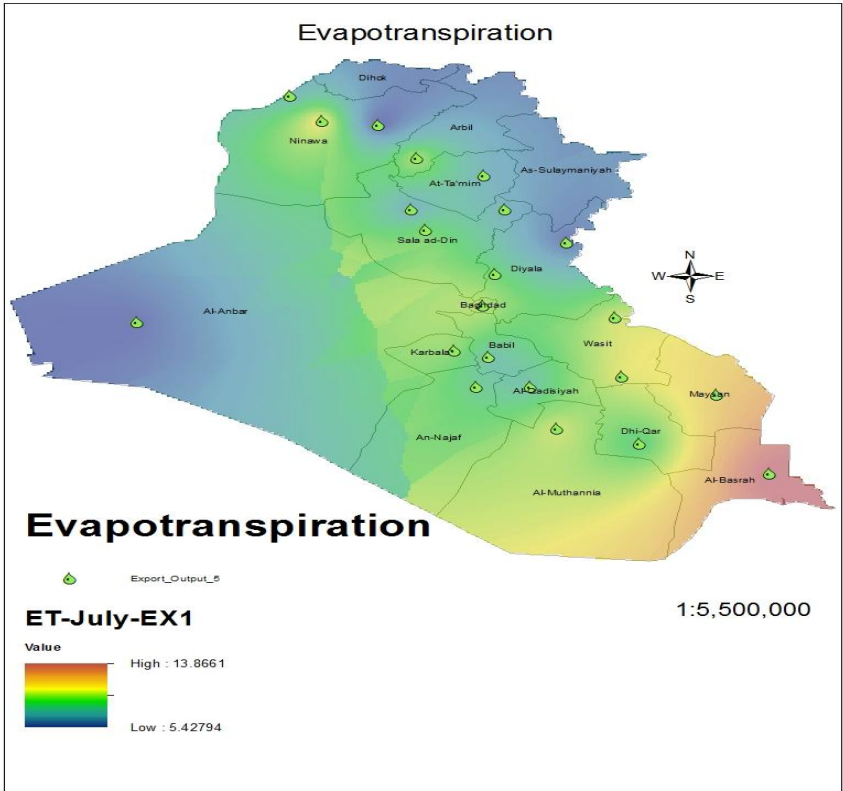 Evapotranspiration
Dihok
Arbil
Ninawa
As-Sulaymaniyah
At-Ta'mim
Sala ad-Din
Diyala
N
W E
S
Baghdad
Al-Anbar
Wasit
Babil
Karbala
Al-Qadisiyah
Maysan
Dhi-Qar
An-Najaf
Al-Basrah
Al-Muthannia
Evapotranspiration
Export_Output_5
ET-July-EX1
1:5,500,000
Value
High : 13.8661
Low : 5.42794